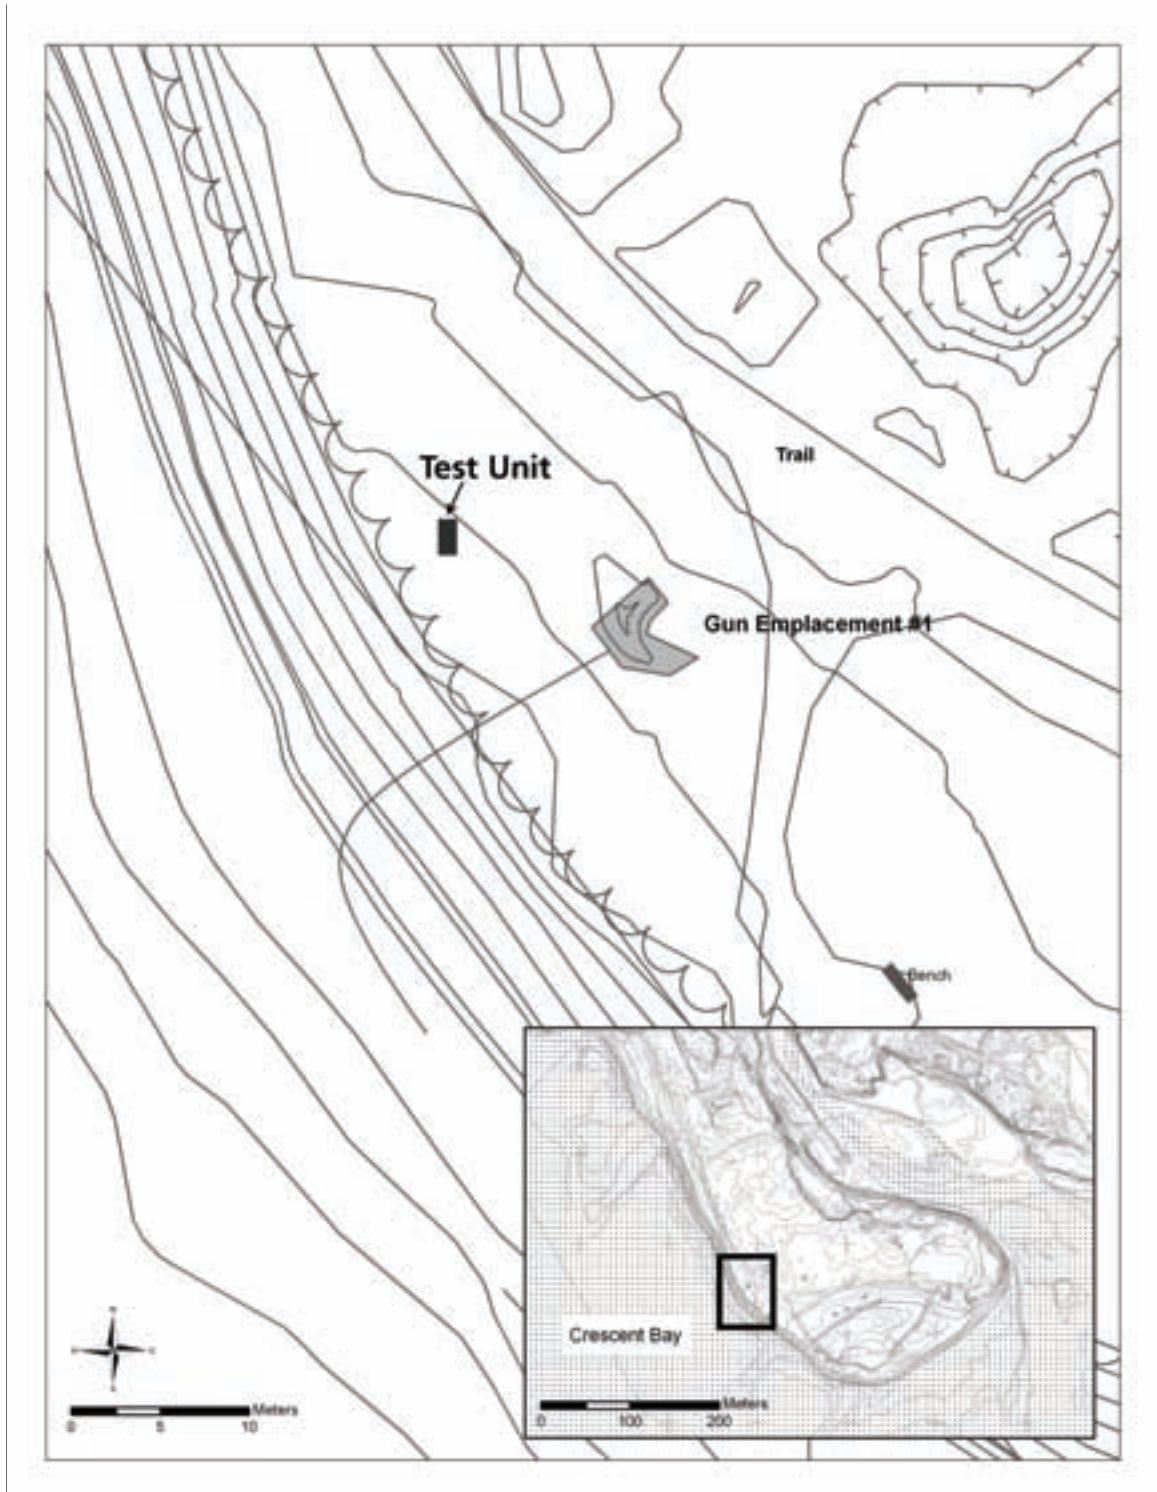 Trail
Test Unit
Gun Emplacement #1
Bench
Crescent Bay
Meters
0 5 10
Meters
0 100 200